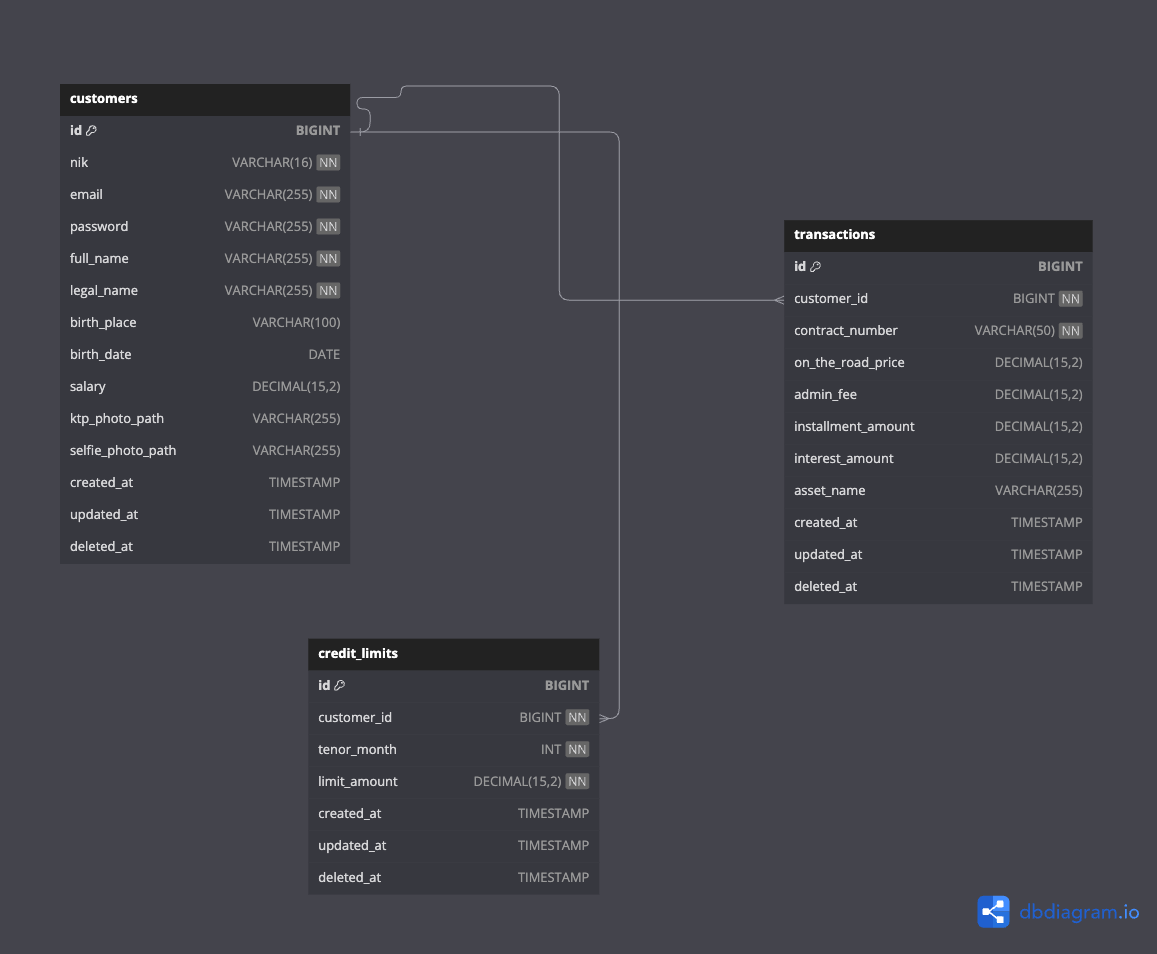 customers
id BIGINT
nik VARCHAR(16) NN
email VARCHAR(255) NN
password VARCHAR(255) NN
full_name VARCHAR(255) NN
legal_name VARCHAR(255) NN
birth_place VARCHAR(100)
birth_date DATE
salary DECIMAL(15,2)
ktp_photo_path VARCHAR(255)
selfie_photo_path VARCHAR(255)
created_at TIMESTAMP
updated_at TIMESTAMP
deleted_at TIMESTAMP
transactions
id BIGINT
customer_id BIGINT NN
contract_number VARCHAR(50) NN
on_the_road_price DECIMAL(15,2)
admin_fee DECIMAL(15,2)
installment_amount DECIMAL(15,2)
interest_amount DECIMAL(15,2)
asset_name VARCHAR(255)
created_at TIMESTAMP
updated_at TIMESTAMP
deleted_at TIMESTAMP
credit_limits
id BIGINT
customer_id BIGINT NN
tenor_month INT NN
limit_amount DECIMAL(15,2) NN
created_at TIMESTAMP
updated_at TIMESTAMP
deleted_at TIMESTAMP
dbdiagram.io